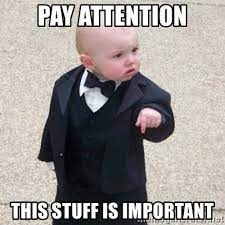 PAY ATTENTION
THIS STUFF IS IMPORTANT